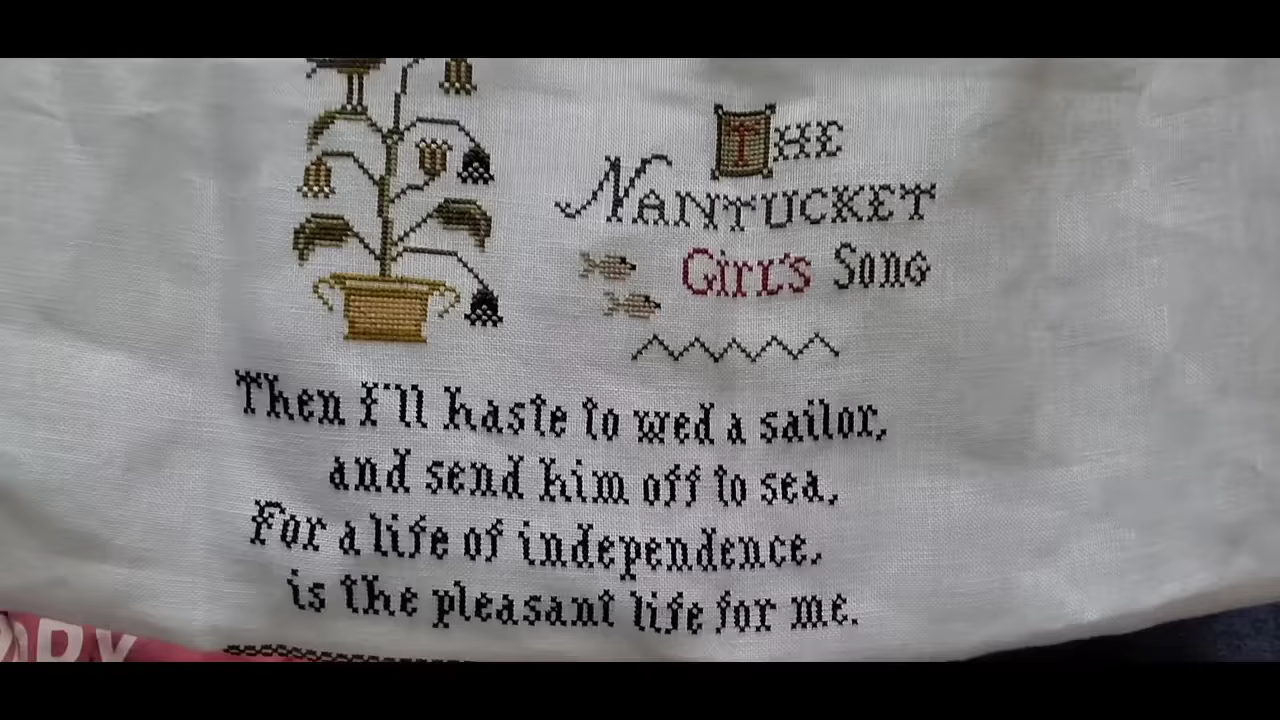 THE
NANTUCKET
Girl's Song
Then I'll haste to wed a sailor,
and send him off to sea,
For a life of independence,
is the pleasant life for me.